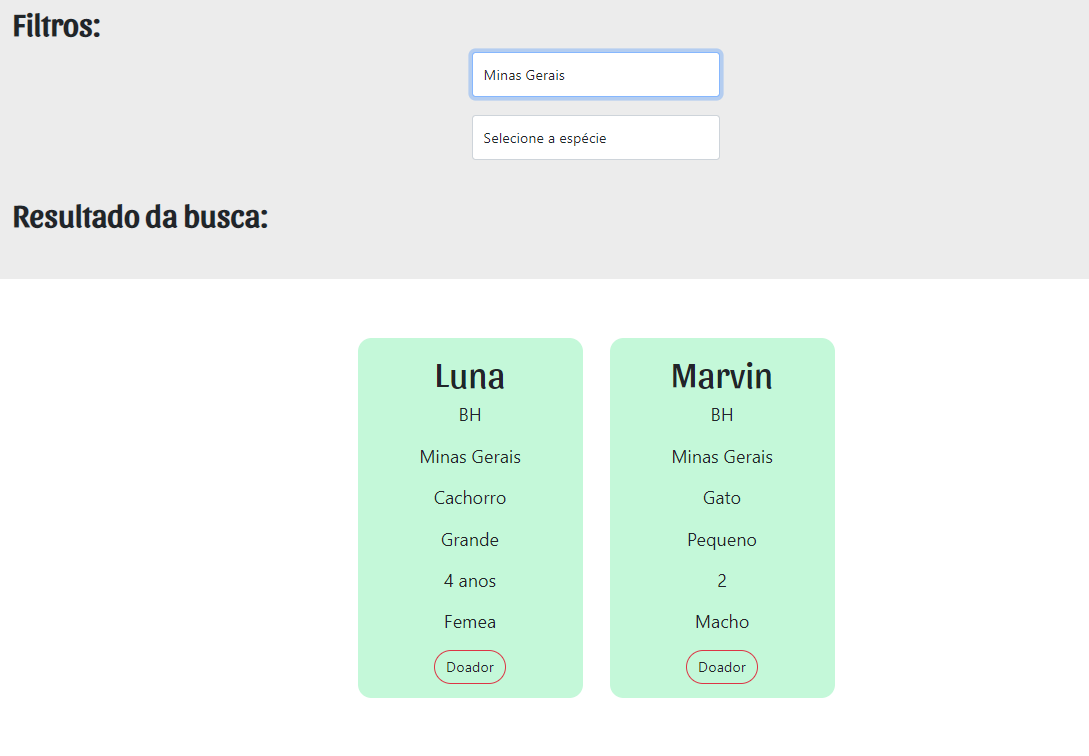 Filtros:
Minas Gerais
Selecione a espécie
Resultado da busca:
Luna
BH
Minas Gerais
Cachorro
Grande
4 anos
Femea
Doador
Marvin
BH
Minas Gerais
Gato
Pequeno
2
Macho
Doador